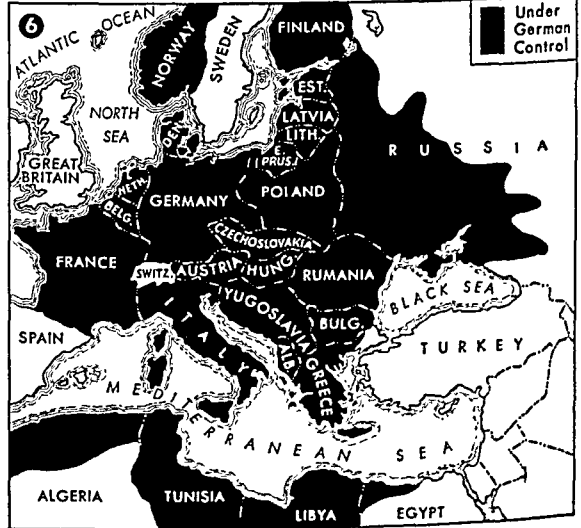 6
Under
German
Control
ATLANTIC OCEAN
NORWAY
SWEDEN
FINLAND
NORTH
SEA
DEN.
EST.
LATVIA
LITH.
E.
PRUS.
RUSSIA
GREAT
BRITAIN
NETH.
BELG.
GERMANY
POLAND
CZECHOSLOVAKIA
FRANCE
SWITZ.
AUSTRIA
HUNG.
RUMANIA
BLACK SEA
ITALY
YUGOSLAVIA
BULG.
ALB.
GREECE
SPAIN
TURKEY
MEDITERRANEAN SEA
ALGERIA
TUNISIA
LIBYA
EGYPT